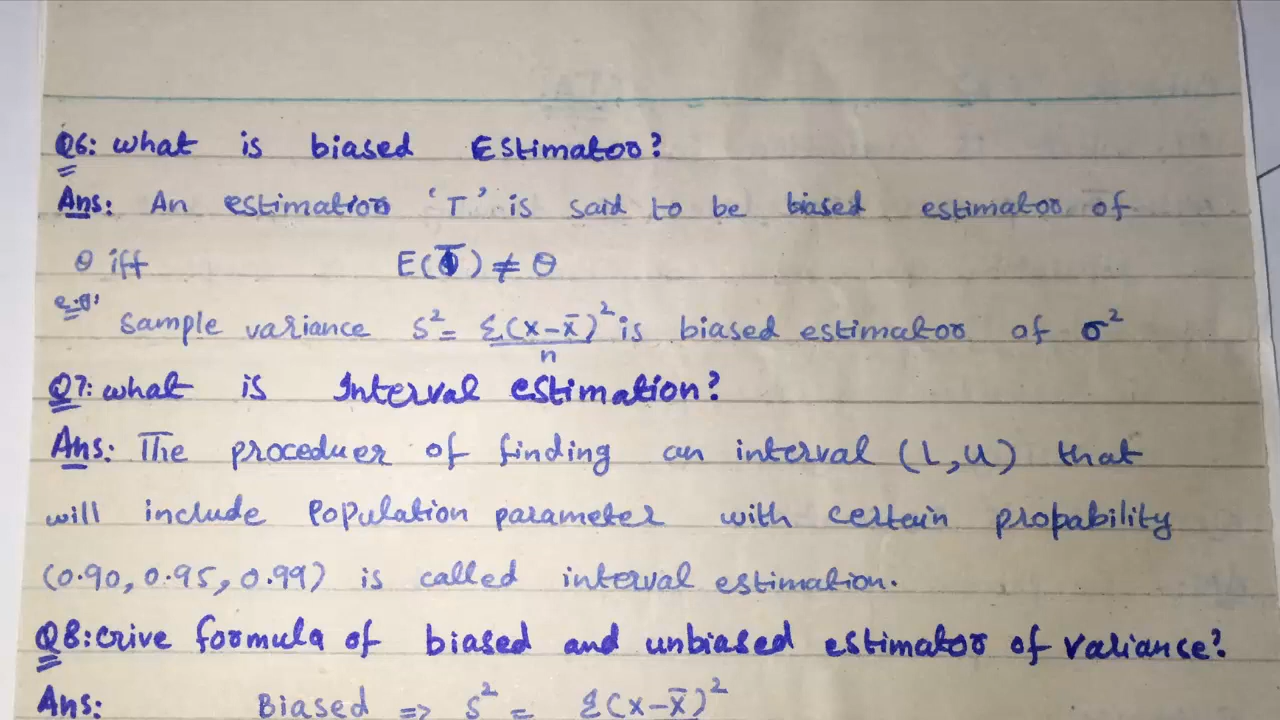 Q6: what is biased Estimator?
Ans: An estimatior 'T' is said to be biased estimator of
θ iff E(T) ≠ θ
e.g: Sample variance S² = Σ(x-x̄)²/n is biased estimator of σ²
Q7: what is Interval estimation?
Ans: The proceduer of finding an interval (L,U) that
will include Population parameter with certain propability
(0.90, 0.95, 0.99) is called interval estimation.
Q8: Give formula of biased and unbiased estimator of variance?
Ans: Biased => S² = Σ(x-x̄)²